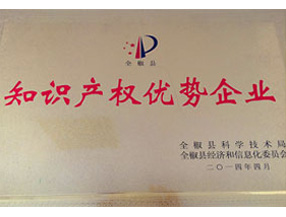 全椒县
知识产权优势企业
全椒县科学技术局
全椒县经济和信息化委员会
二〇一四年四月